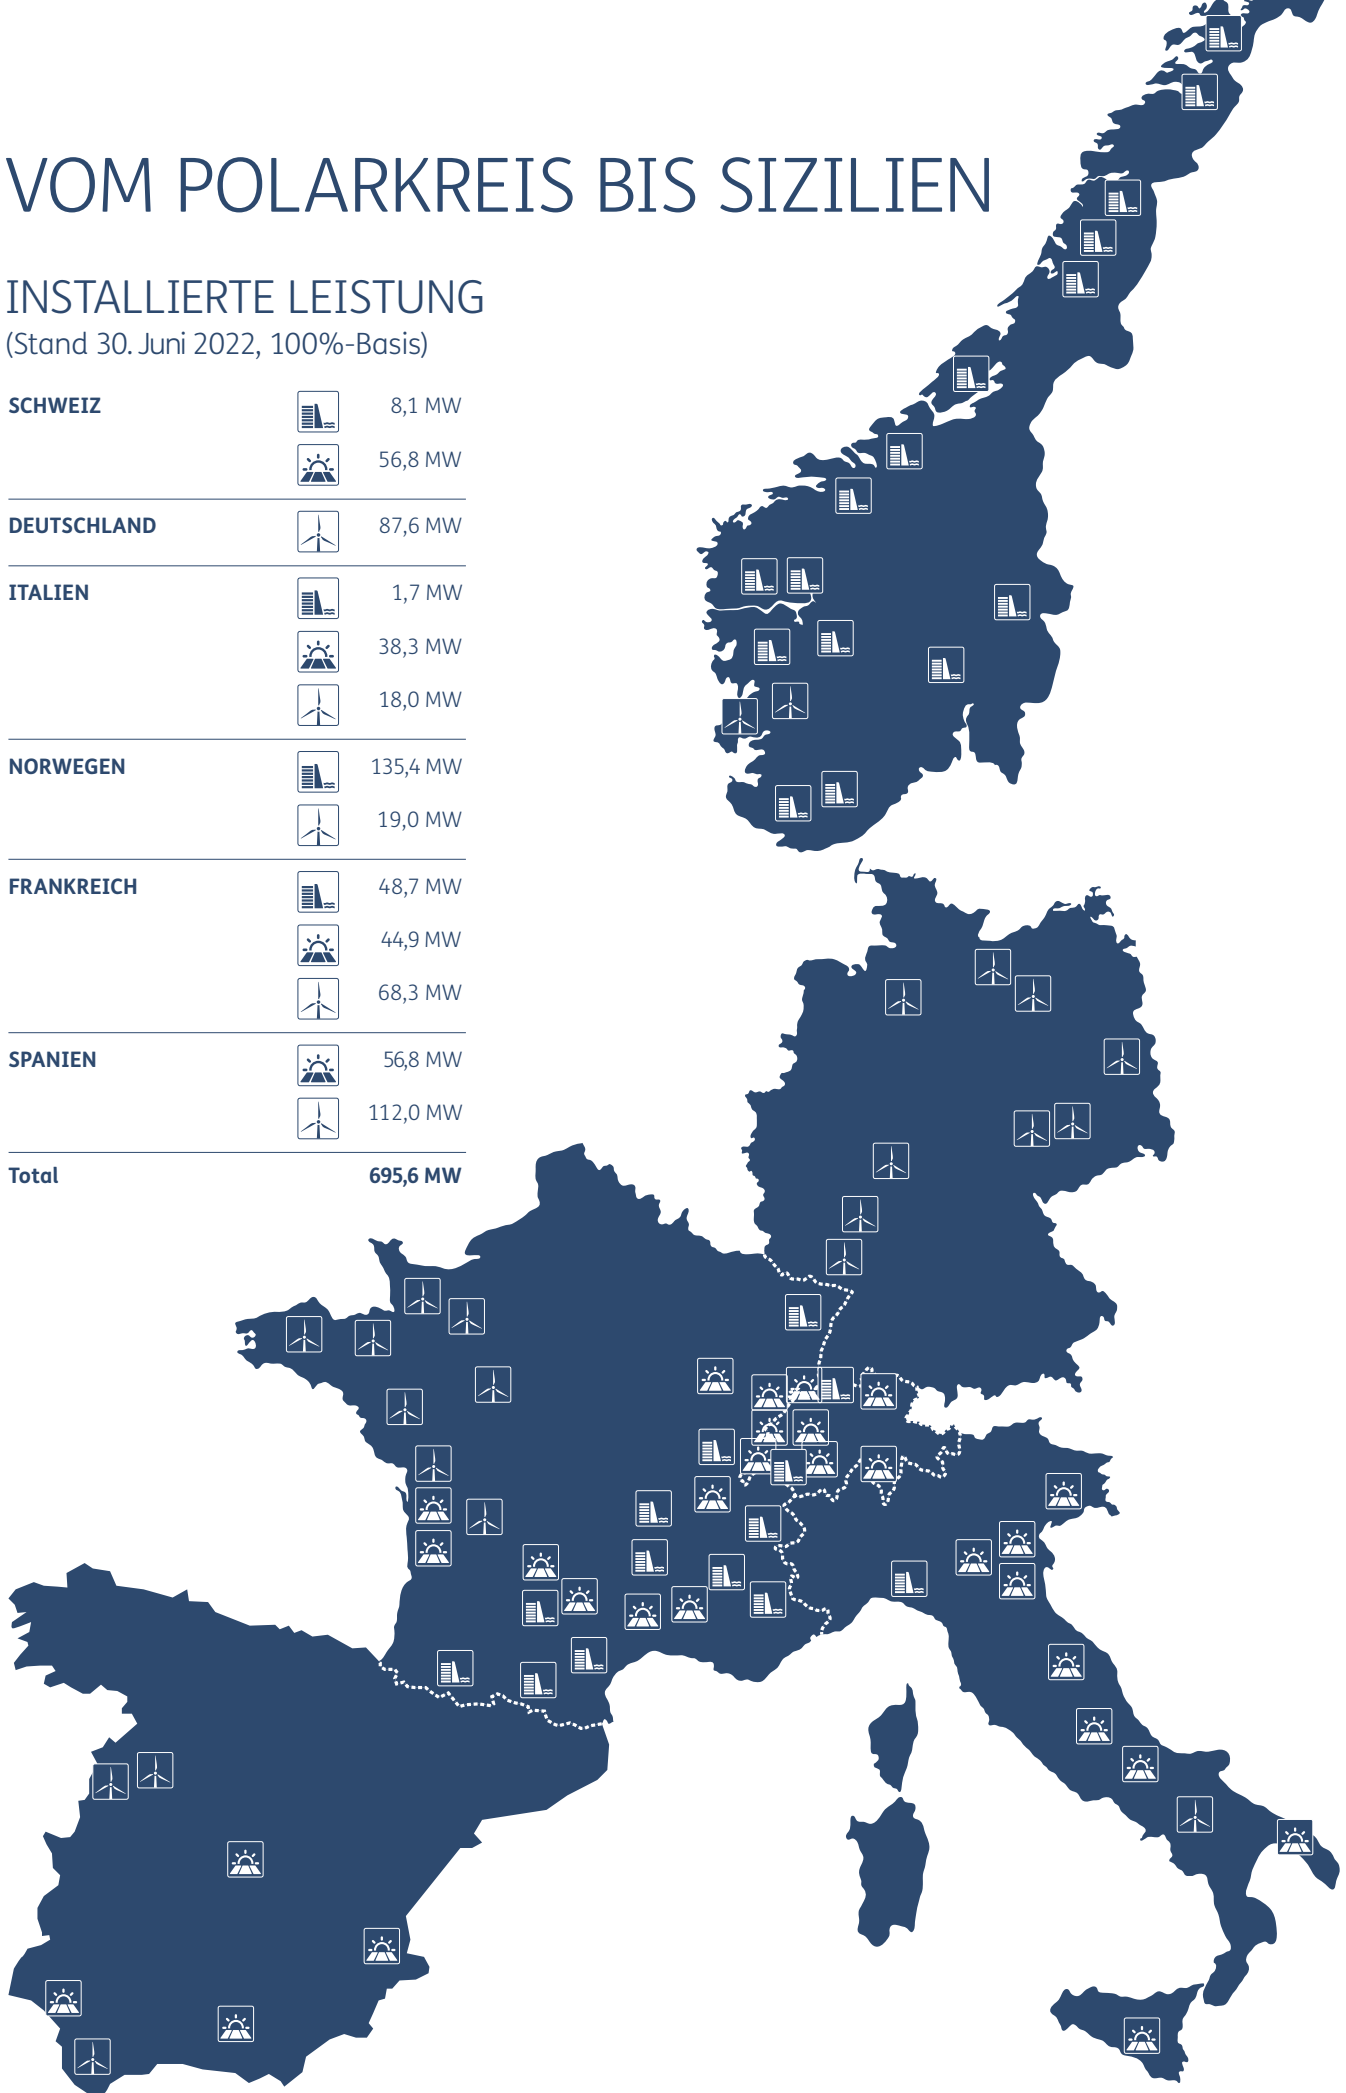 VOM POLARKREIS BIS SIZILIEN
INSTALLIERTE LEISTUNG
(Stand 30. Juni 2022, 100%-Basis)
SCHWEIZ 8,1 MW
56,8 MW
DEUTSCHLAND 87,6 MW
ITALIEN 1,7 MW
38,3 MW
18,0 MW
NORWEGEN 135,4 MW
19,0 MW
FRANKREICH 48,7 MW
44,9 MW
68,3 MW
SPANIEN 56,8 MW
112,0 MW
Total 695,6 MW